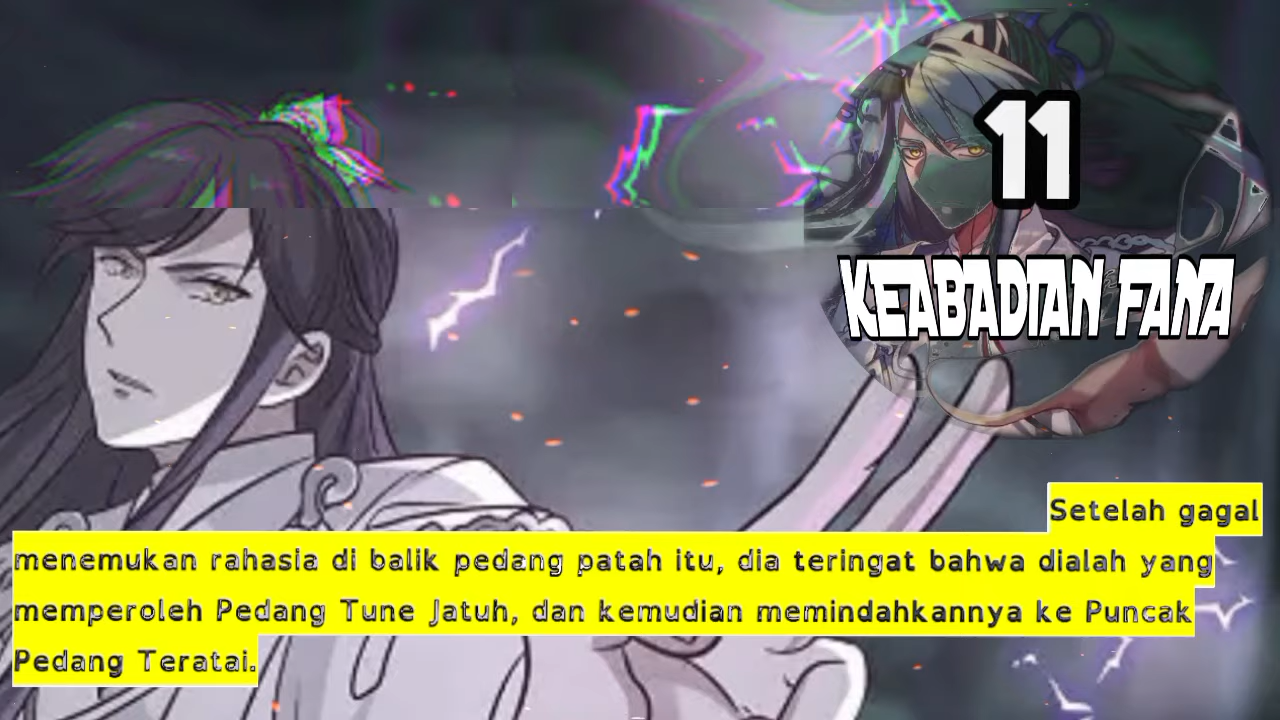 11
KEABADIAN FANA
Setelah gagal
menemukan rahasia di balik pedang patah itu, dia teringat bahwa dialah yang
memperoleh Pedang Tune Jatuh, dan kemudian memindahkannya ke Puncak
Pedang Teratai.